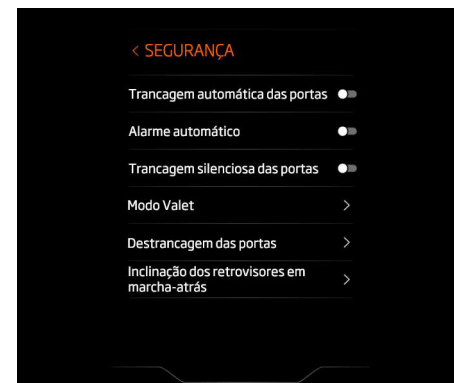 < SEGURANÇA
Trancagem automática das portas
Alarme automático
Trancagem silenciosa das portas
Modo Valet >
Destrancagem das portas >
Inclinação dos retrovisores em
marcha-atrás >